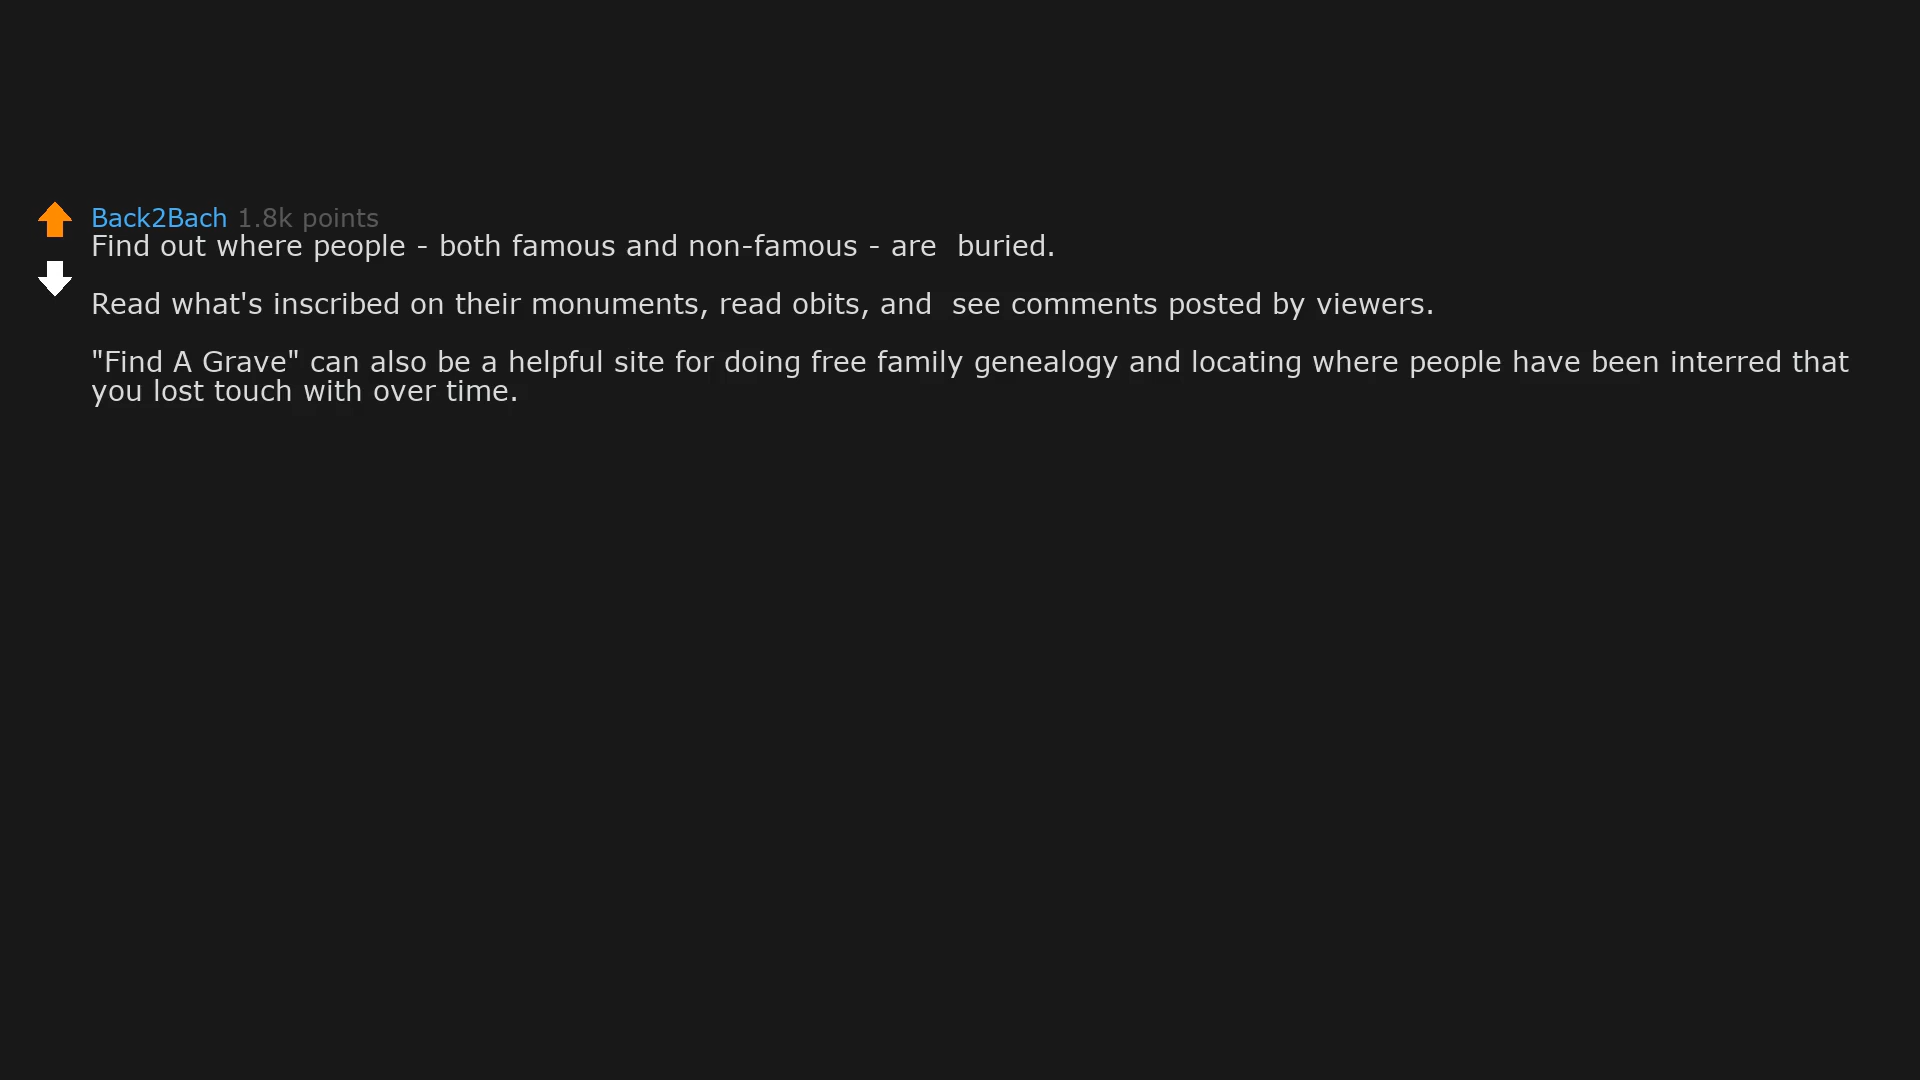 Back2Bach 1.8k points
Find out where people - both famous and non-famous - are  buried.
Read what's inscribed on their monuments, read obits, and  see comments posted by viewers.
"Find A Grave" can also be a helpful site for doing free family genealogy and locating where people have been interred that
you lost touch with over time.